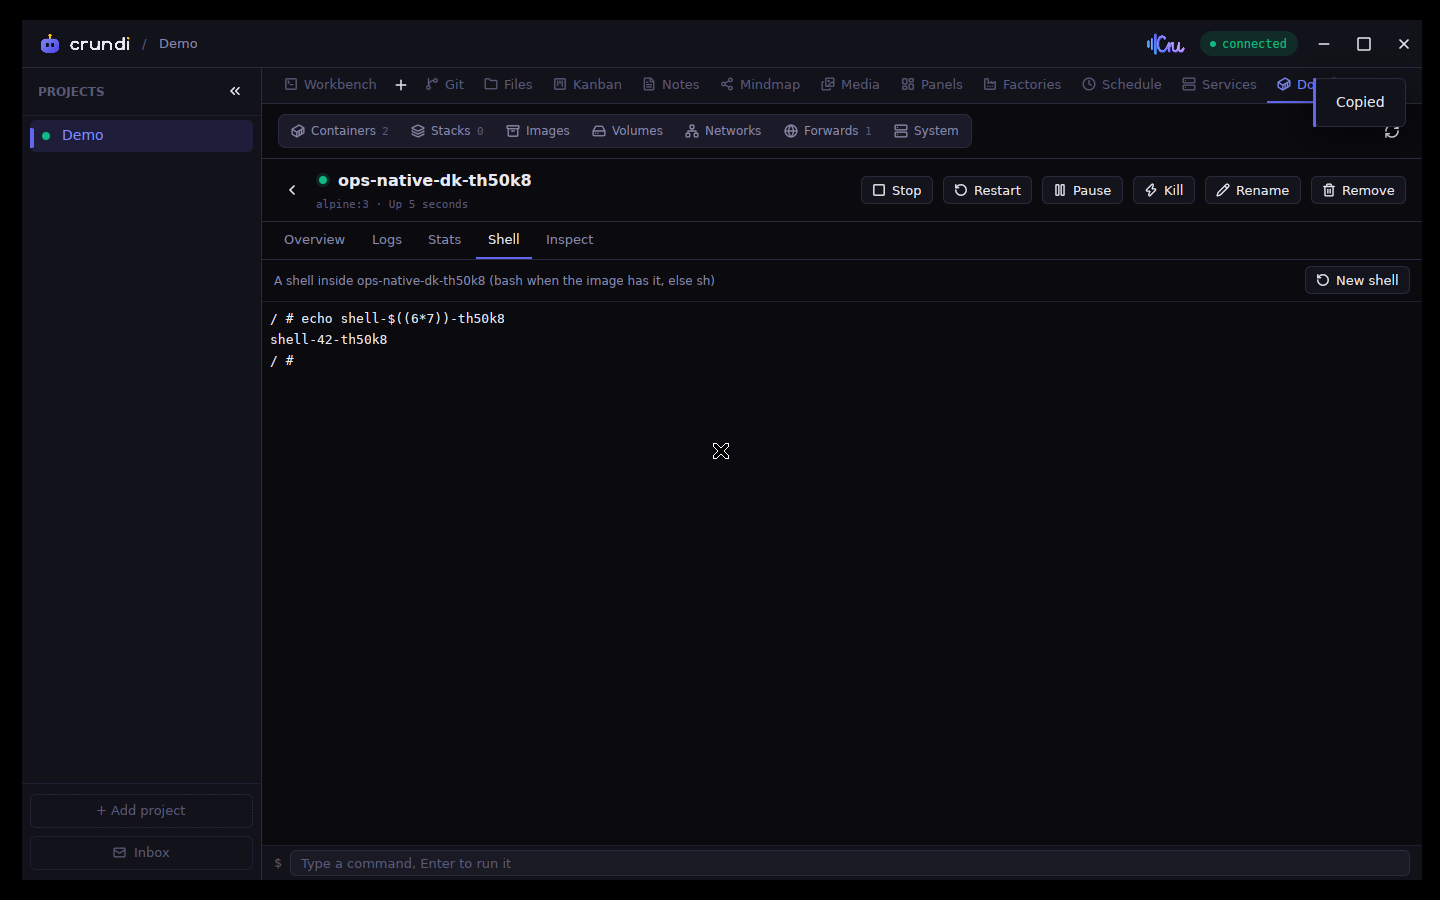 crundi / Demo
Cru
connected
PROJECTS
Workbench
Git
Files
Kanban
Notes
Mindmap
Media
Panels
Factories
Schedule
Services
Copied
Demo
Containers 2
Stacks 0
Images
Volumes
Networks
Forwards 1
System
ops-native-dk-th50k8
alpine:3 · Up 5 seconds
Stop
Restart
Pause
Kill
Rename
Remove
Overview
Logs
Stats
Shell
Inspect
A shell inside ops-native-dk-th50k8 (bash when the image has it, else sh)
New shell
/ # echo shell-$((6*7))-th50k8
shell-42-th50k8
/ #
+ Add project
Inbox
$ Type a command, Enter to run it